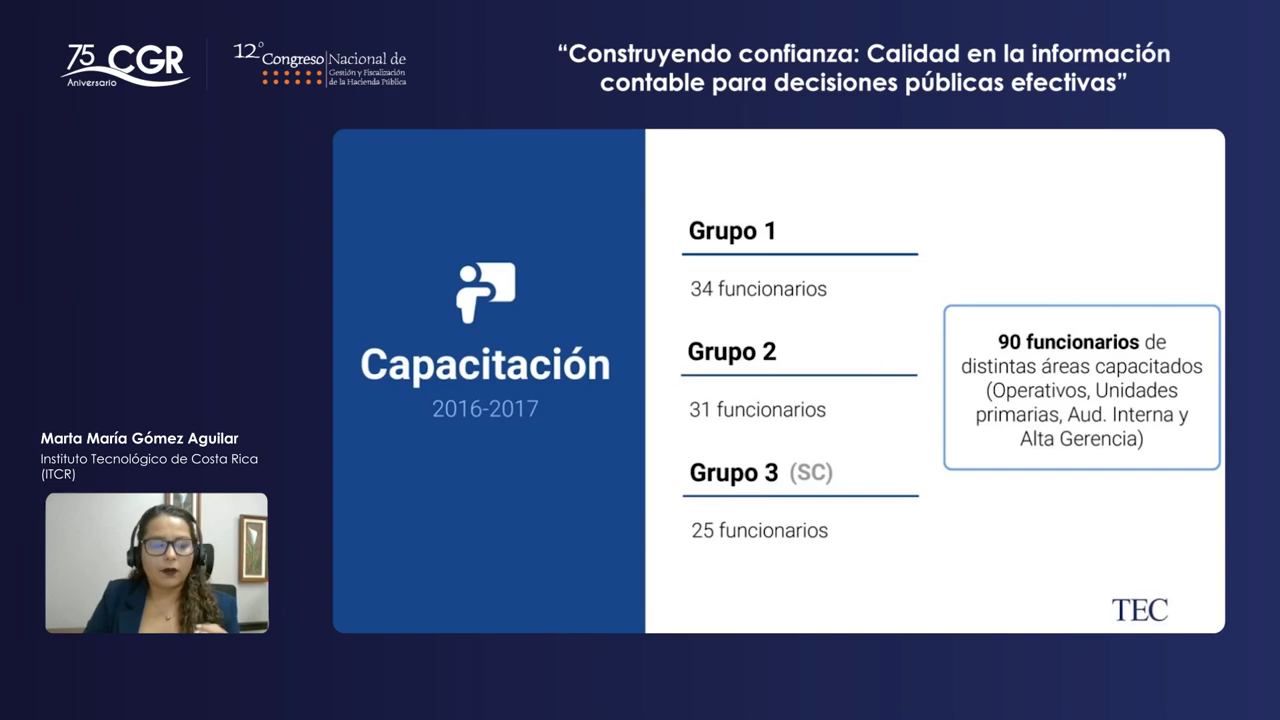 75 CGR
Aniversario
12° Congreso Nacional de
Gestión y Fiscalización
de la Hacienda Pública
“Construyendo confianza: Calidad en la información
contable para decisiones públicas efectivas”
Capacitación
2016-2017
Grupo 1
34 funcionarios
Grupo 2
31 funcionarios
Grupo 3 (SC)
25 funcionarios
90 funcionarios de
distintas áreas capacitados
(Operativos, Unidades
primarias, Aud. Interna y
Alta Gerencia)
TEC
Marta María Gómez Aguilar
Instituto Tecnológico de Costa Rica
(ITCR)